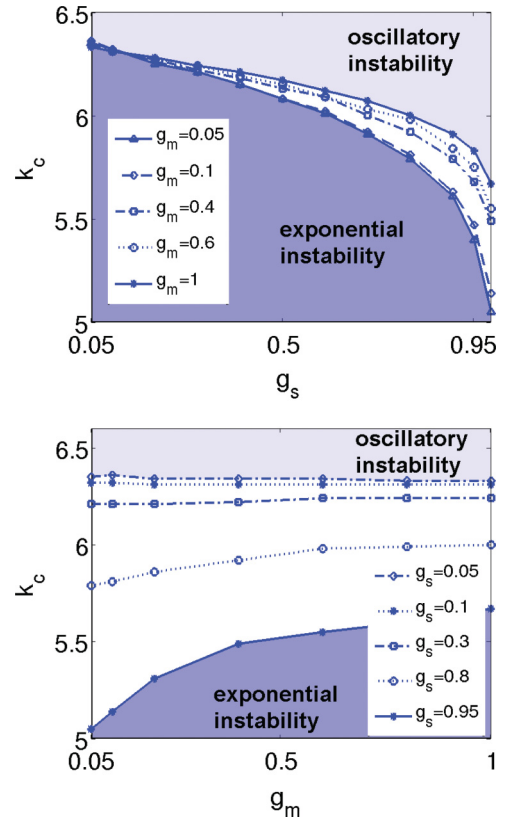 6.5
6
5.5
5
k_c
oscillatory
instability
g_m=0.05
g_m=0.1
g_m=0.4
g_m=0.6
g_m=1
exponential
instability
0.05
0.5
0.95
g_s
6.5
6
5.5
5
k_c
oscillatory
instability
g_s=0.05
g_s=0.1
g_s=0.3
g_s=0.8
g_s=0.95
exponential
instability
0.05
0.5
1
g_m